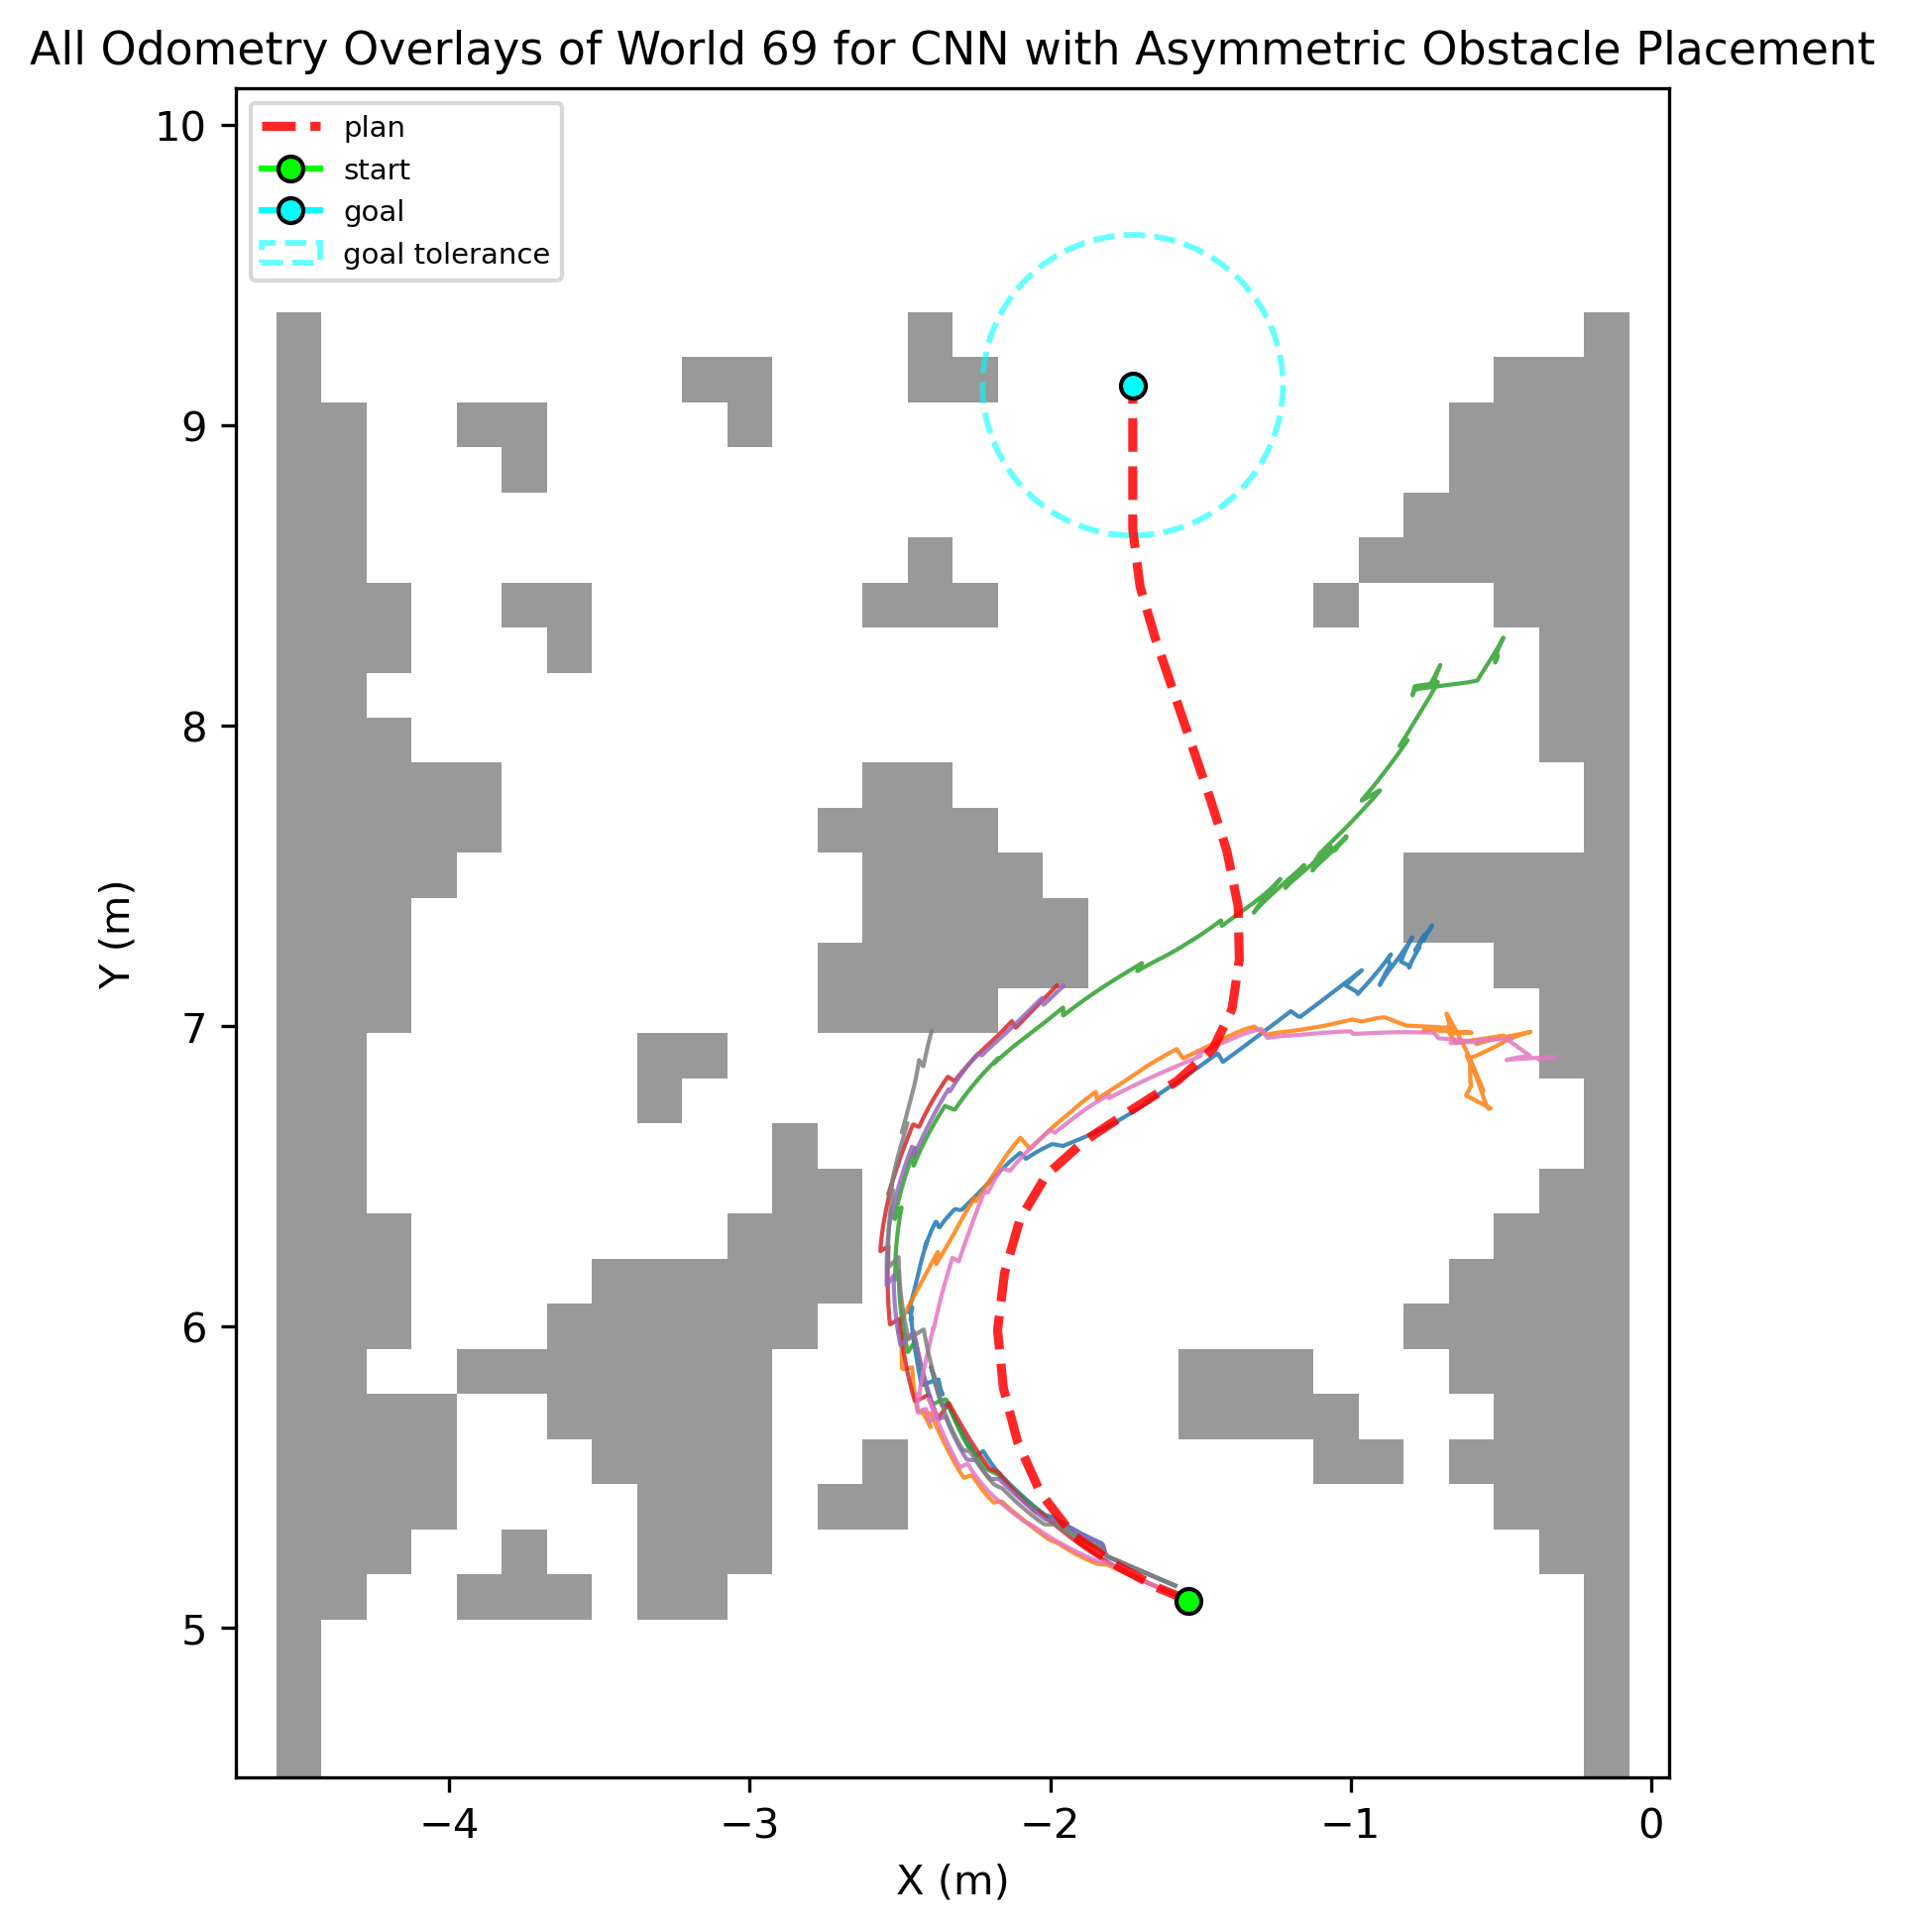 All Odometry Overlays of World 69 for CNN with Asymmetric Obstacle Placement
plan
start
goal
goal tolerance
10
9
8
7
6
5
Y (m)
−4
−3
−2
−1
0
X (m)